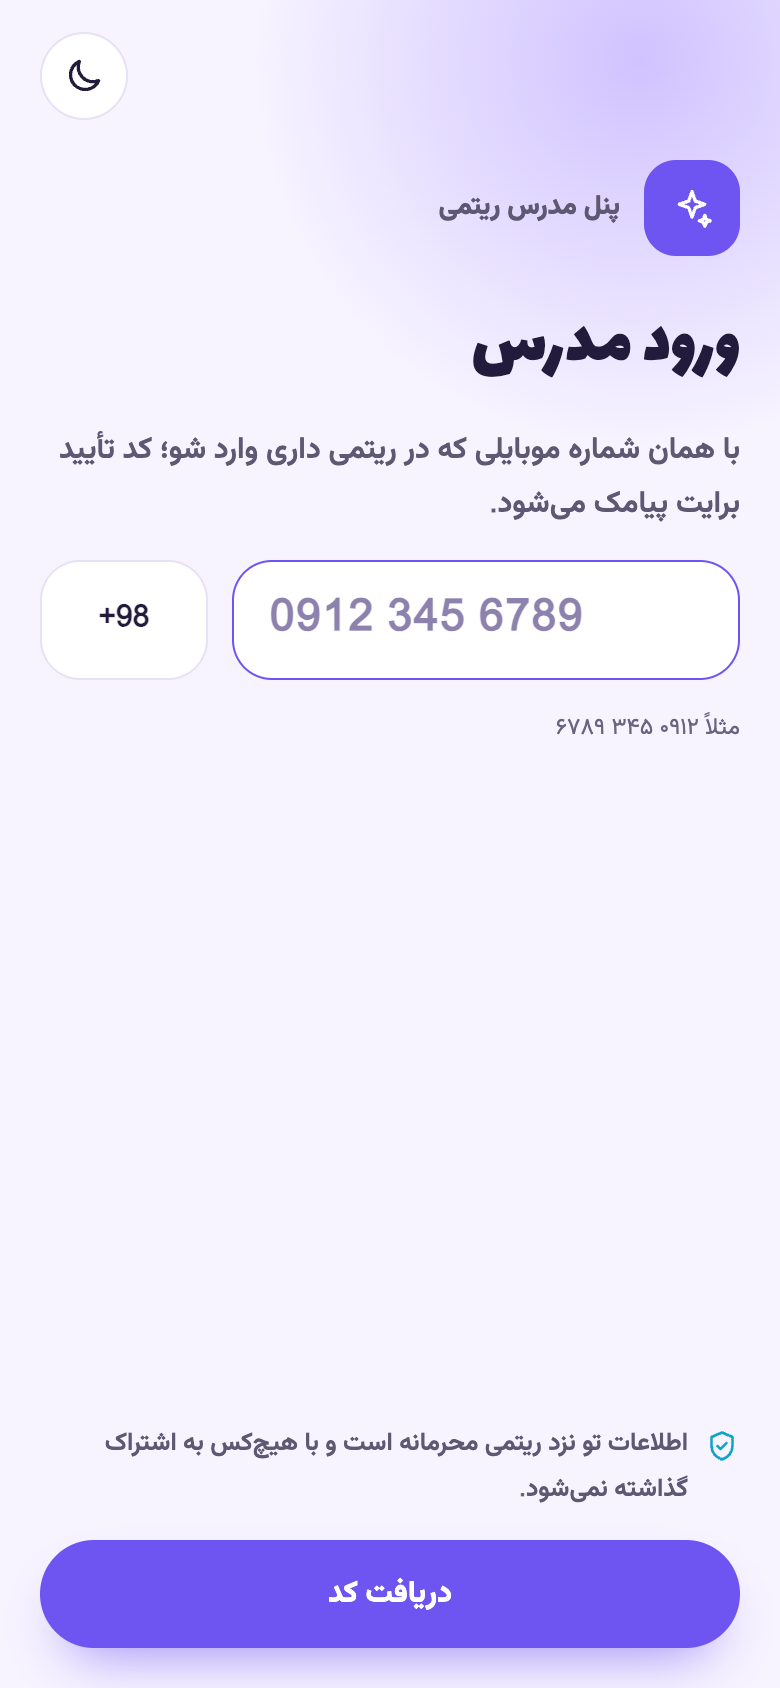 پنل مدرس ریتمی
ورود مدرس
با همان شماره موبایلی که در ریتمی داری وارد شو؛ کد تأیید
برایت پیامک می‌شود.
+98
0912 345 6789
مثلاً ۰۹۱۲ ۳۴۵ ۶۷۸۹
اطلاعات تو نزد ریتمی محرمانه است و با هیچ‌کس به اشتراک
گذاشته نمی‌شود.
دریافت کد